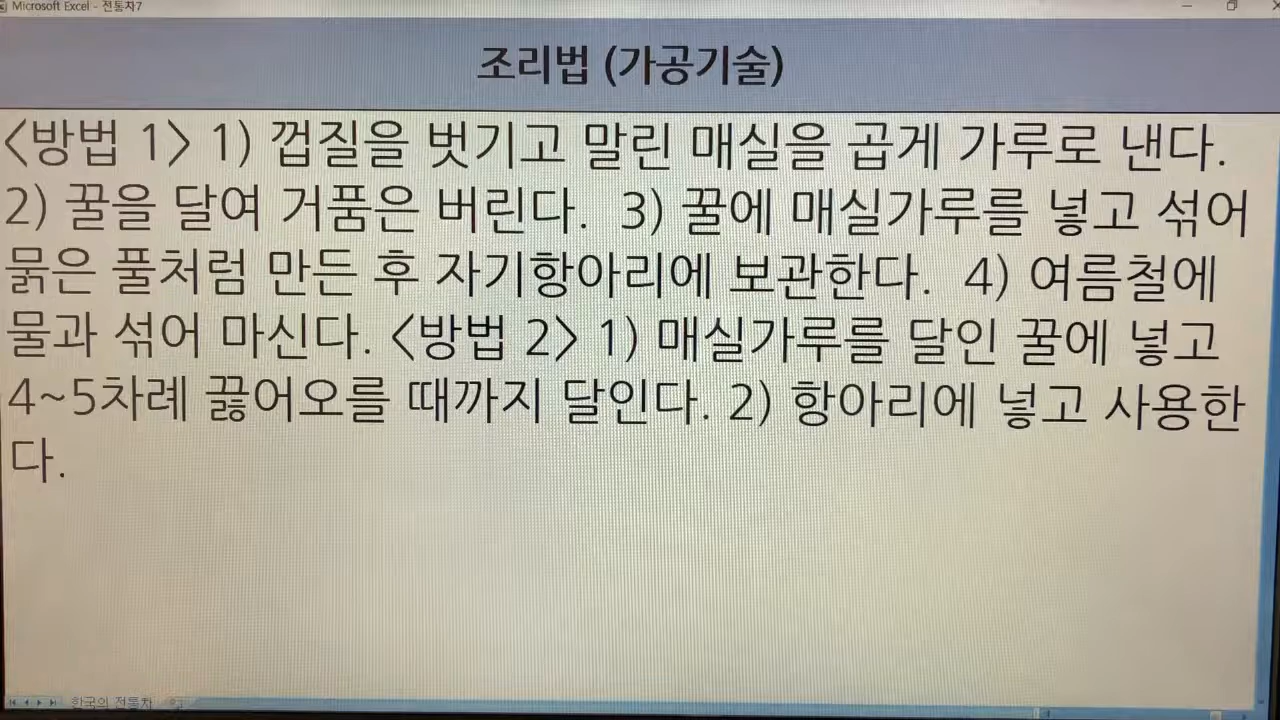 Microsoft Excel - 전통차7
조리법 (가공기술)
<방법 1> 1) 껍질을 벗기고 말린 매실을 곱게 가루로 낸다.
2) 꿀을 달여 거품은 버린다. 3) 꿀에 매실가루를 넣고 섞어
묽은 풀처럼 만든 후 자기항아리에 보관한다. 4) 여름철에
물과 섞어 마신다. <방법 2> 1) 매실가루를 달인 꿀에 넣고
4~5차례 끓어오를 때까지 달인다. 2) 항아리에 넣고 사용한
다.
한국의 전통차